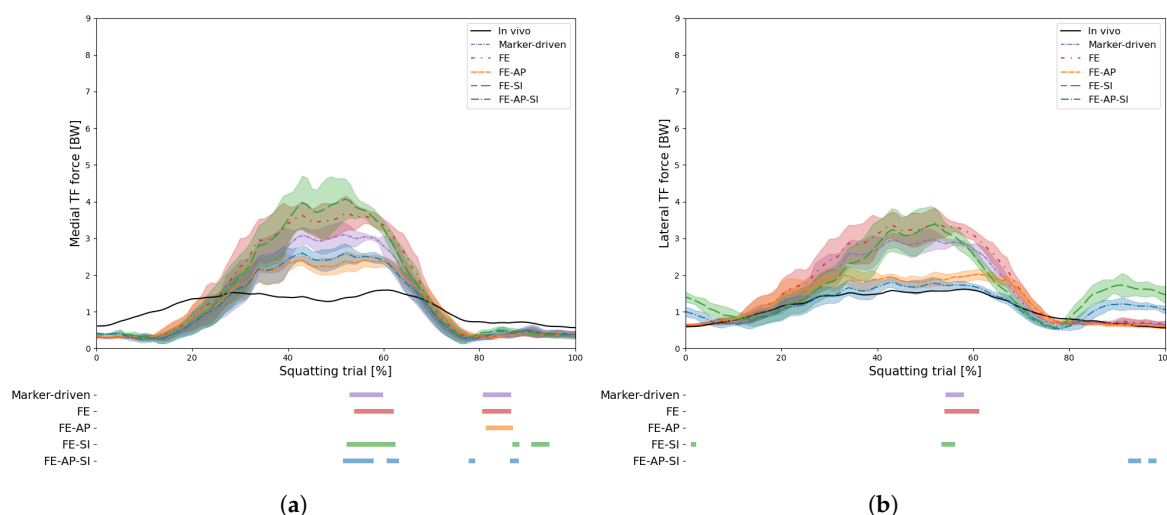 9
8
7
6
5
4
3
2
1
0
Medial TF force [BW]
In vivo
Marker-driven
FE
FE-AP
FE-SI
FE-AP-SI
0 20 40 60 80 100
Squatting trial [%]
Marker-driven
FE
FE-AP
FE-SI
FE-AP-SI
(a)
9
8
7
6
5
4
3
2
1
0
Lateral TF force [BW]
In vivo
Marker-driven
FE
FE-AP
FE-SI
FE-AP-SI
0 20 40 60 80 100
Squatting trial [%]
Marker-driven
FE
FE-AP
FE-SI
FE-AP-SI
(b)